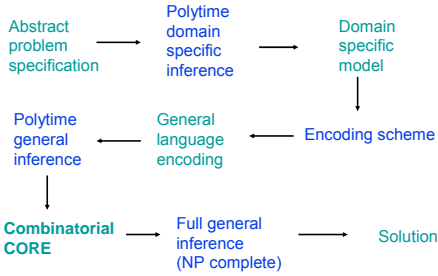 Abstract
problem
specification
Polytime
domain
specific
inference
Domain
specific
model
Encoding scheme
General
language
encoding
Polytime
general
inference
Combinatorial
CORE
Full general
inference
(NP complete)
Solution